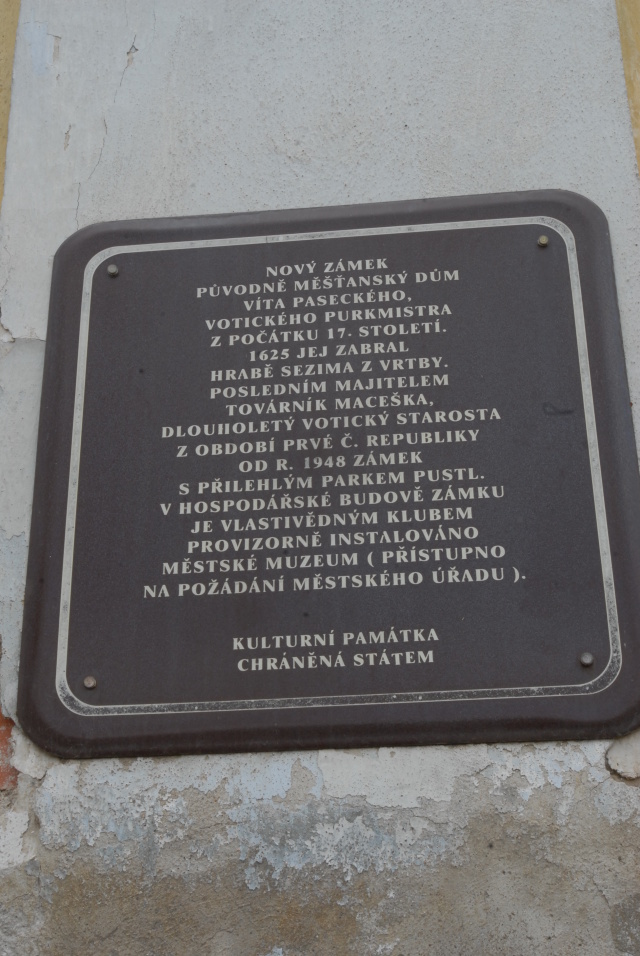 NOVÝ ZÁMEK
PŮVODNĚ MĚŠŤANSKÝ DŮM
VÍTA PASECKÉHO,
VOTICKÉHO PURKMISTRA
Z POČÁTKU 17. STOLETÍ.
1625 JEJ ZABRAL
HRABĚ SEZIMA Z VRTBY.
POSLEDNÍM MAJITELEM
TOVÁRNÍK MACEŠKA,
DLOUHOLETÝ VOTICKÝ STAROSTA
Z OBDOBÍ PRVÉ Č. REPUBLIKY
OD R. 1948 ZÁMEK
S PŘILEHLÝM PARKEM PUSTL.
V HOSPODÁŘSKÉ BUDOVĚ ZÁMKU
JE VLASTIVĚDNÝM KLUBEM
PROVIZORNĚ INSTALOVÁNO
MĚSTSKÉ MUZEUM ( PŘÍSTUPNO
NA POŽÁDÁNÍ MĚSTSKÉHO ÚŘADU ).
KULTURNÍ PAMÁTKA
CHRÁNĚNÁ STÁTEM